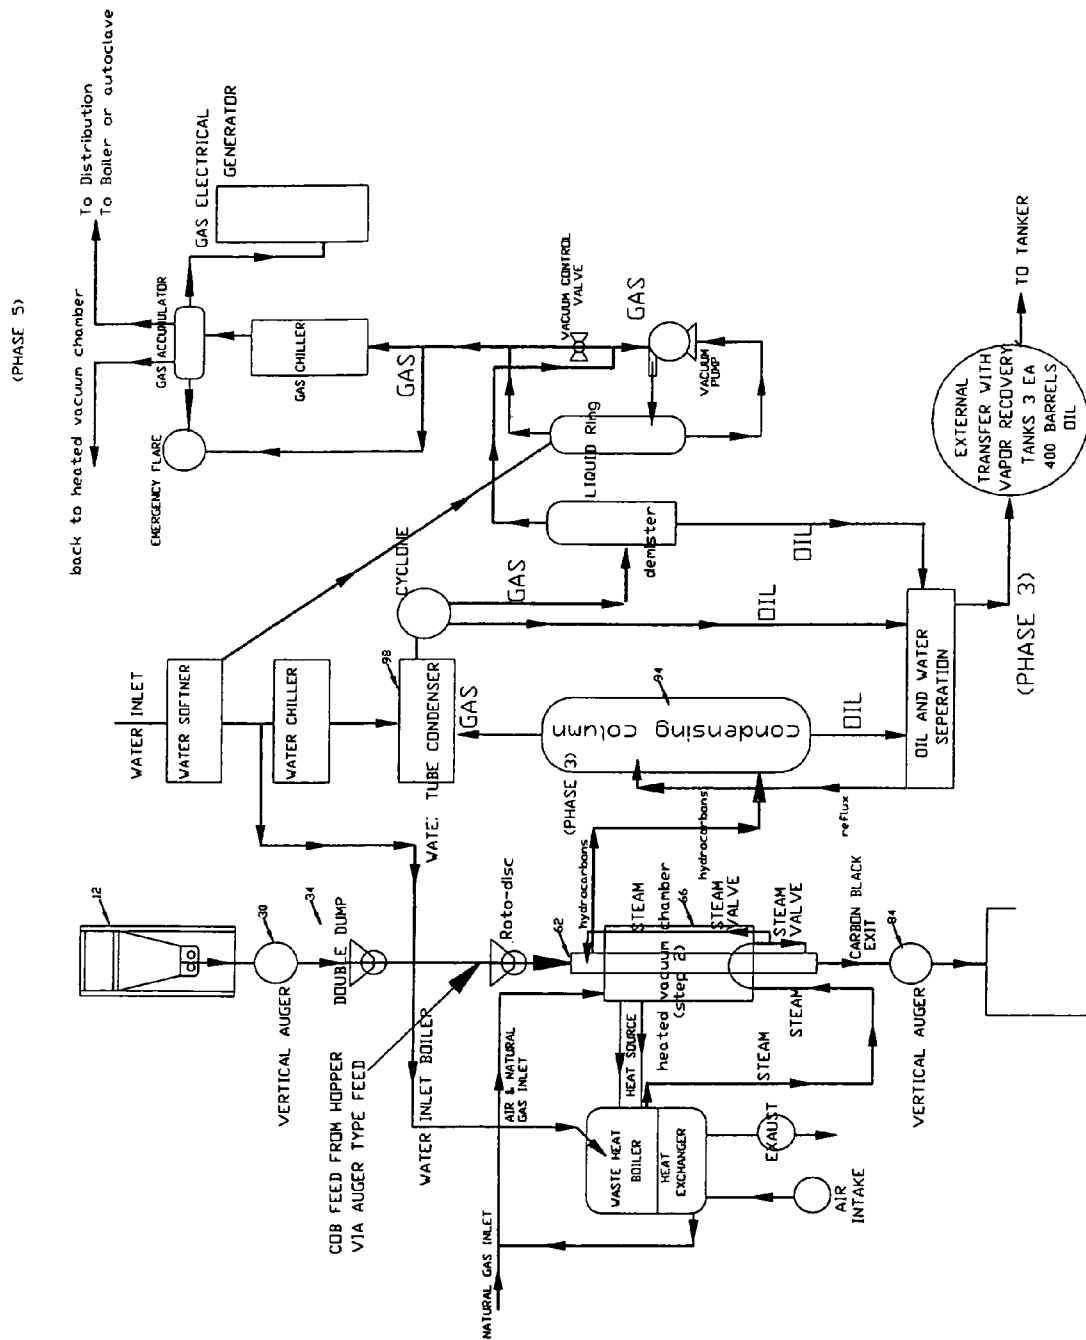 (PHASE 5)
To Distribution
To Boiler or autoclave
back to heated vacuum chamber
GAS ELECTRICAL
GENERATOR
GAS ACCUMULATOR
EMERGENCY FLARE
GAS CHILLER
GAS
VACUUM CONTROL
VALVE
GAS
VACUUM
PUMP
LIQUID Ring
demister
CYCLONE
GAS
OIL
OIL
WATER INLET
WATER SOFTNER
WATER CHILLER
98
TUBE CONDENSER
GAS
94
condensing
column
(PHASE 3)
OIL
OIL AND WATER
SEPERATION
reflux
(PHASE 3)
EXTERNAL
TRANSFER WITH
VAPOR RECOVERY
TANKS 3 EA
400 BARRELS
OIL
TO TANKER
12
30
VERTICAL AUGER
34
DOUBLE DUMP
Roto-disc
COB FEED FROM HOPPER
VIA AUGER TYPE FEED
WATER INLET BOILER
62
hydrocarbons
hydrocarbons
66
STEAM
heated vacuum chamber
(step 2)
STEAM
VALVE
STEAM
VALVE
STEAM
CARBON BLACK
EXIT
84
VERTICAL AUGER
AIR & NATURAL
GAS INLET
HEAT SOURCE
STEAM
WASTE HEAT
BOILER
HEAT
EXCHANGER
EXAUST
AIR
INTAKE
NATURAL GAS INLET